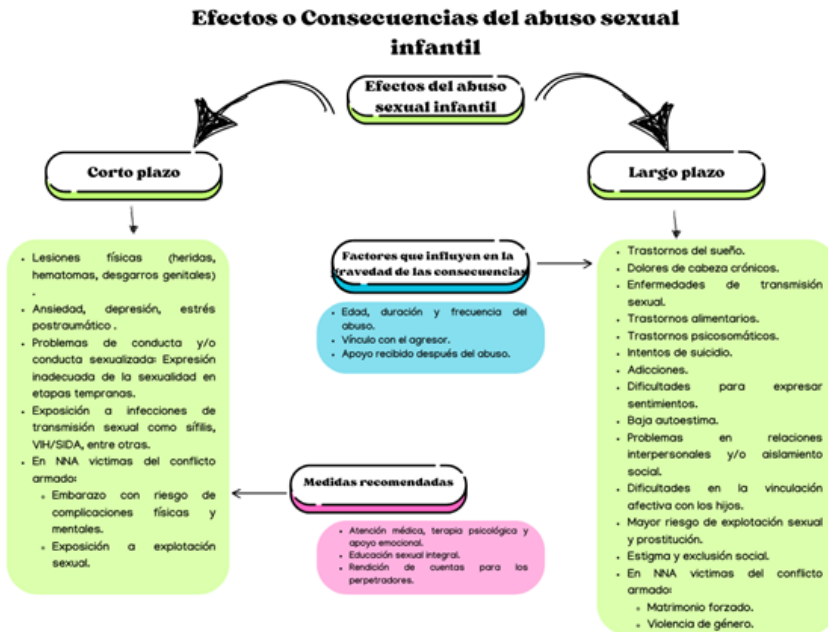 Efectos o Consecuencias del abuso sexual
infantil
Efectos del abuso
sexual infantil
Corto plazo
Largo plazo
• Lesiones físicas (heridas,
hematomas, desgarros genitales)
.
• Ansiedad, depresión, estrés
postraumático .
• Problemas de conducta y/o
conducta sexualizada: Expresión
inadecuada de la sexualidad en
etapas tempranas.
• Exposición a infecciones de
transmisión sexual como sífilis,
VIH/SIDA, entre otras.
• En NNA victimas del conflicto
armado:
◦ Embarazo con riesgo de
complicaciones físicas y
mentales.
◦ Exposición a explotación
sexual.
Factores que influyen en la
gravedad de las consecuencias
• Edad, duración y frecuencia del
abuso.
• Vínculo con el agresor.
• Apoyo recibido después del abuso.
Medidas recomendadas
• Atención médica, terapia psicológica y
apoyo emocional.
• Educación sexual integral.
• Rendición de cuentas para los
perpetradores.
• Trastornos del sueño.
• Dolores de cabeza crónicos.
• Enfermedades de transmisión
sexual.
• Trastornos alimentarios.
• Trastornos psicosomáticos.
• Intentos de suicidio.
• Adicciones.
• Dificultades para expresar
sentimientos.
• Baja autoestima.
• Problemas en relaciones
interpersonales y/o aislamiento
social.
• Dificultades en la vinculación
afectiva con los hijos.
• Mayor riesgo de explotación sexual
y prostitución.
• Estigma y exclusión social.
• En NNA victimas del conflicto
armado:
◦ Matrimonio forzado.
◦ Violencia de género.